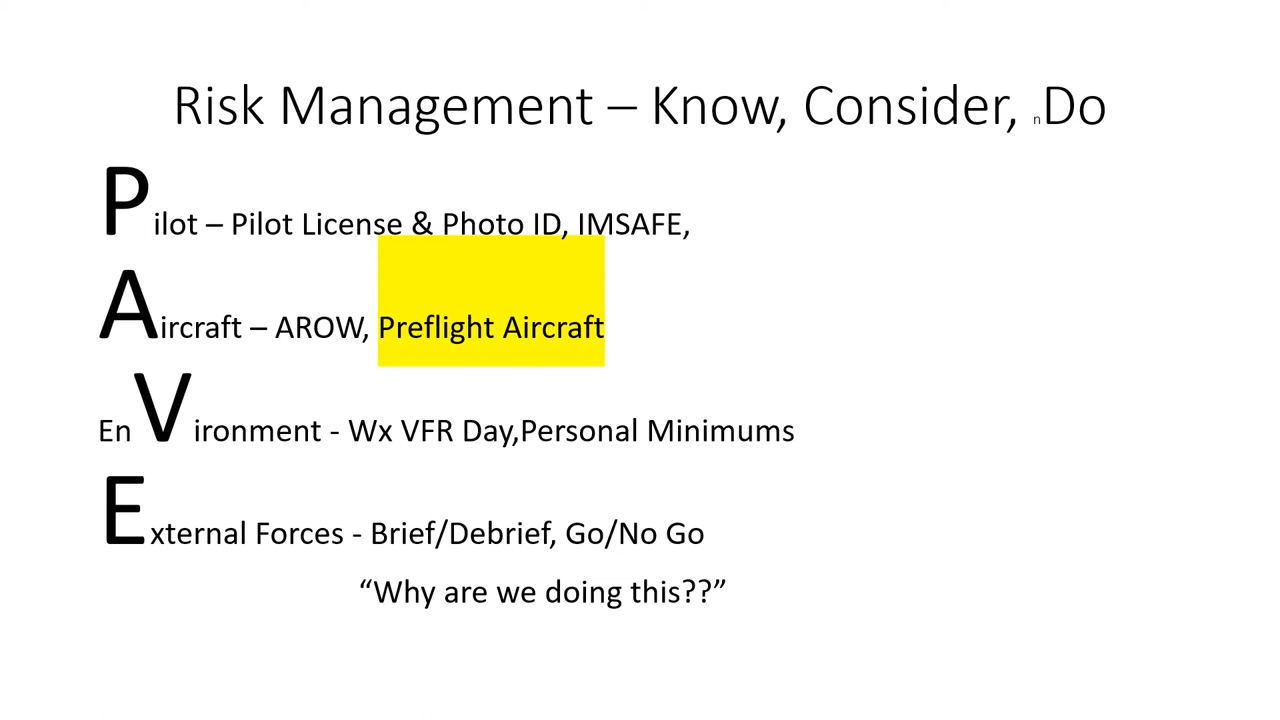 Risk Management – Know, Consider, nDo
Pilot – Pilot License & Photo ID, IMSAFE,
Aircraft – AROW, Preflight Aircraft
EnVironment - Wx VFR Day,Personal Minimums
External Forces - Brief/Debrief, Go/No Go
“Why are we doing this??”